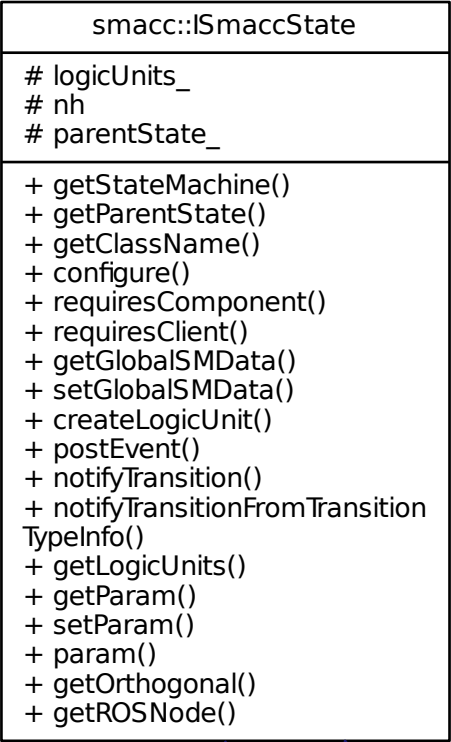 smacc::ISmaccState
# logicUnits_
# nh
# parentState_
+ getStateMachine()
+ getParentState()
+ getClassName()
+ configure()
+ requiresComponent()
+ requiresClient()
+ getGlobalSMData()
+ setGlobalSMData()
+ createLogicUnit()
+ postEvent()
+ notifyTransition()
+ notifyTransitionFromTransition
TypeInfo()
+ getLogicUnits()
+ getParam()
+ setParam()
+ param()
+ getOrthogonal()
+ getROSNode()